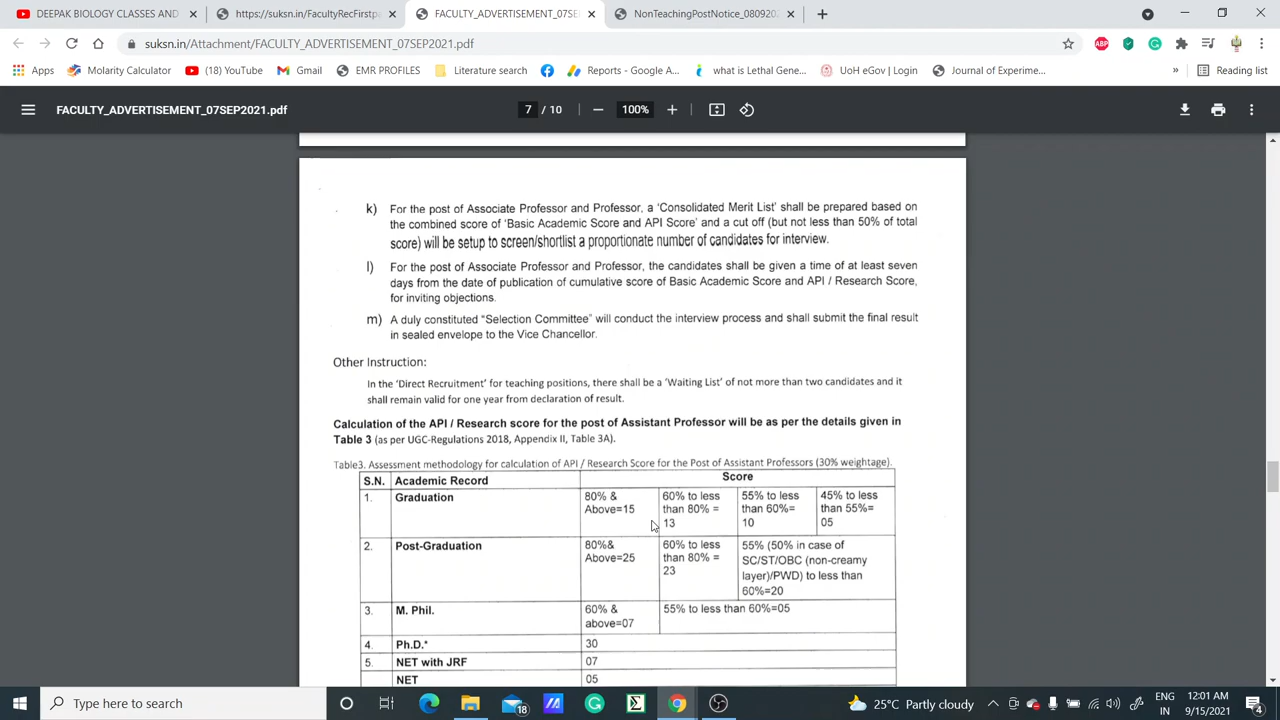 DEEPAK BIOLOGY CLASSES AND
https://suksn.in/FacultyRecFirstp
FACULTY_ADVERTISEMENT_07SE
NonTeachingPostNotice_0809202
suksn.in/Attachment/FACULTY_ADVERTISEMENT_07SEP2021.pdf
Apps
Molarity Calculator
(18) YouTube
Gmail
EMR PROFILES
Literature search
Reports - Google A...
what is Lethal Gene...
UoH eGov | Login
Journal of Experime...
»
Reading list
FACULTY_ADVERTISEMENT_07SEP2021.pdf
7 / 10
100%
k) For the post of Associate Professor and Professor, a ‘Consolidated Merit List’ shall be prepared based on
the combined score of ‘Basic Academic Score and API Score’ and a cut off (but not less than 50% of total
score) will be setup to screen/shortlist a proportionate number of candidates for interview.
l) For the post of Associate Professor and Professor, the candidates shall be given a time of at least seven
days from the date of publication of cumulative score of Basic Academic Score and API / Research Score,
for inviting objections.
m) A duly constituted “Selection Committee” will conduct the interview process and shall submit the final result
in sealed envelope to the Vice Chancellor.
Other Instruction:
In the ‘Direct Recruitment’ for teaching positions, there shall be a ‘Waiting List’ of not more than two candidates and it
shall remain valid for one year from declaration of result.
Calculation of the API / Research score for the post of Assistant Professor will be as per the details given in
Table 3 (as per UGC-Regulations 2018, Appendix II, Table 3A).
Table3. Assessment methodology for calculation of API / Research Score for the Post of Assistant Professors (30% weightage).
S.N. Academic Record Score
1. Graduation
80% &
Above=15
60% to less
than 80% =
13
55% to less
than 60%=
10
45% to less
than 55%=
05
2. Post-Graduation
80%&
Above=25
60% to less
than 80% =
23
55% (50% in case of
SC/ST/OBC (non-creamy
layer)/PWD) to less than
60%=20
3. M. Phil.
60% &
above=07
55% to less than 60%=05
4. Ph.D.* 30
5. NET with JRF 07
NET 05
Type here to search
18
25°C Partly cloudy
ENG
IN
12:01 AM
9/15/2021
4